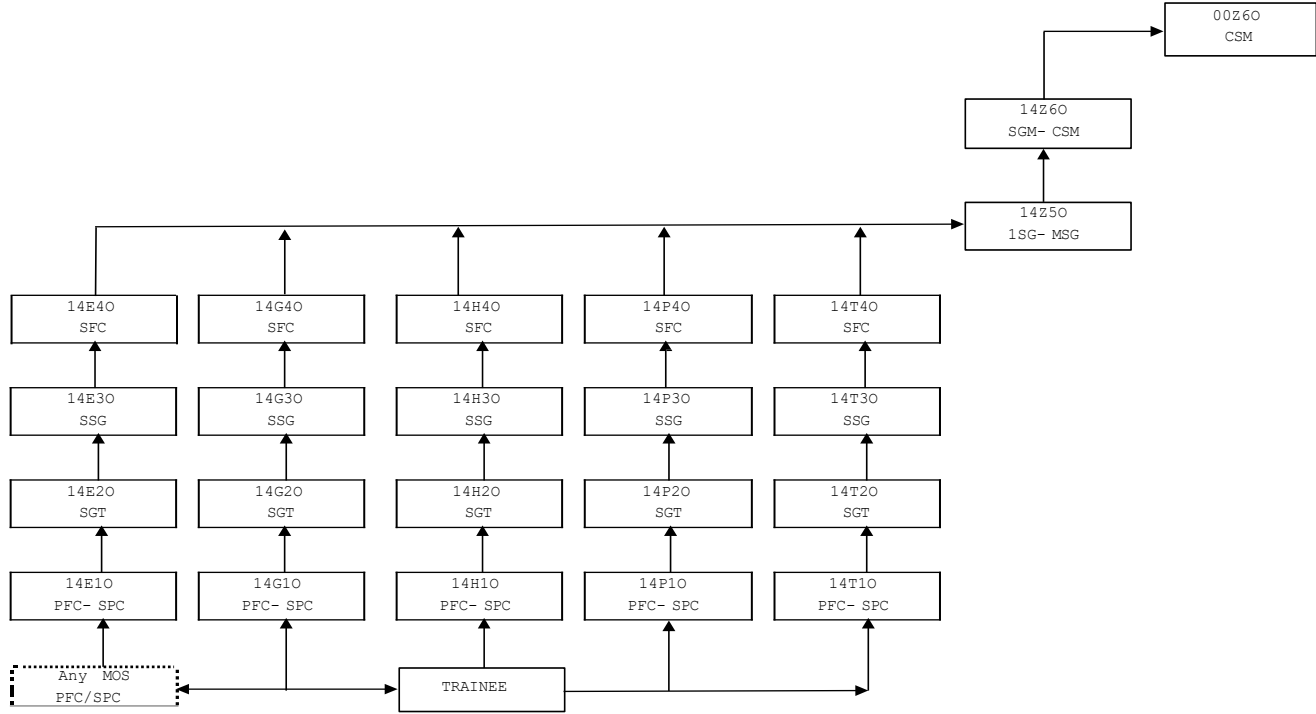 00Z6O
CSM
14Z6O
SGM- CSM
14Z5O
1SG- MSG
14E4O
SFC
14G4O
SFC
14H4O
SFC
14P4O
SFC
14T4O
SFC
14E3O
SSG
14G3O
SSG
14H3O
SSG
14P3O
SSG
14T3O
SSG
14E2O
SGT
14G2O
SGT
14H2O
SGT
14P2O
SGT
14T2O
SGT
14E1O
PFC- SPC
14G1O
PFC- SPC
14H1O
PFC- SPC
14P1O
PFC- SPC
14T1O
PFC- SPC
Any MOS
PFC/SPC
TRAINEE